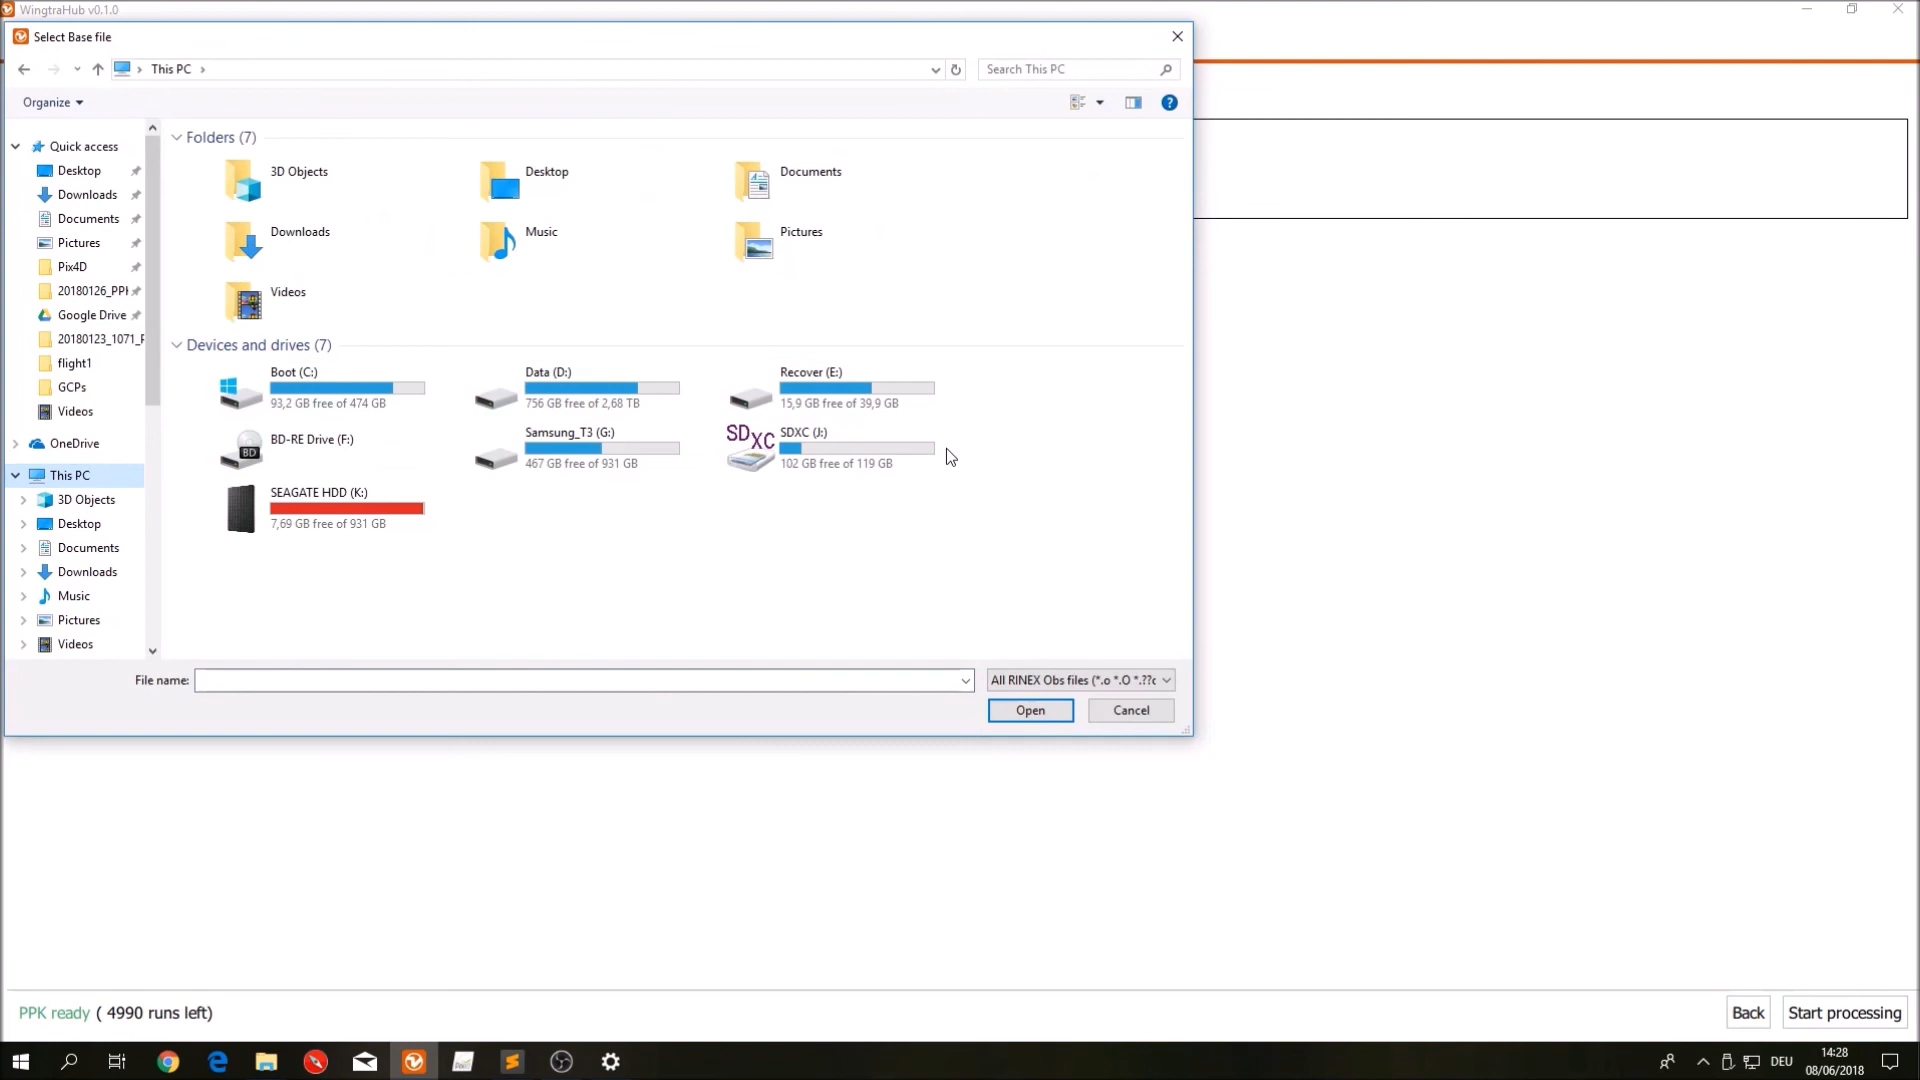 WingtraHub v0.1.0
Select Base file
This PC
Search This PC
Organize
Quick access
Desktop
Downloads
Documents
Pictures
Pix4D
20180126_PPK
Google Drive
20180123_1071_F
flight1
GCPs
Videos
OneDrive
This PC
3D Objects
Desktop
Documents
Downloads
Music
Pictures
Videos
Folders (7)
3D Objects
Desktop
Documents
Downloads
Music
Pictures
Videos
Devices and drives (7)
Boot (C:)
93,2 GB free of 474 GB
Data (D:)
756 GB free of 2,68 TB
Recover (E:)
15,9 GB free of 39,9 GB
BD
BD-RE Drive (F:)
Samsung_T3 (G:)
467 GB free of 931 GB
SDXC
SDXC (J:)
102 GB free of 119 GB
SEAGATE HDD (K:)
7,69 GB free of 931 GB
File name:
All RINEX Obs files (*.o *.O *.??o
Open
Cancel
PPK ready ( 4990 runs left)
Back
Start processing
DEU
14:28
08/06/2018